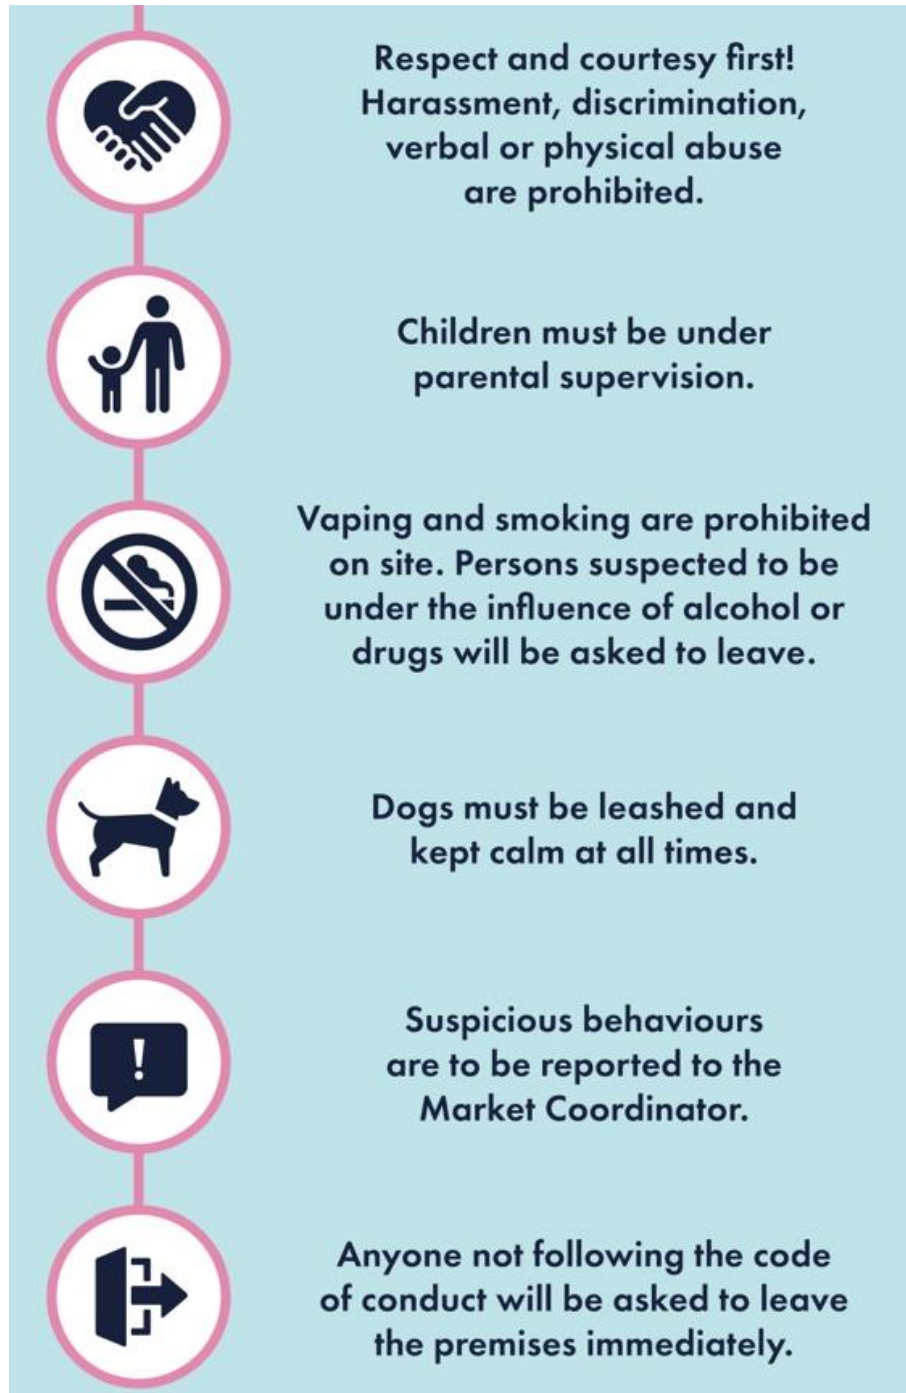 Respect and courtesy first!
Harassment, discrimination,
verbal or physical abuse
are prohibited.
Children must be under
parental supervision.
Vaping and smoking are prohibited
on site. Persons suspected to be
under the influence of alcohol or
drugs will be asked to leave.
Dogs must be leashed and
kept calm at all times.
!
Suspicious behaviours
are to be reported to the
Market Coordinator.
Anyone not following the code
of conduct will be asked to leave
the premises immediately.